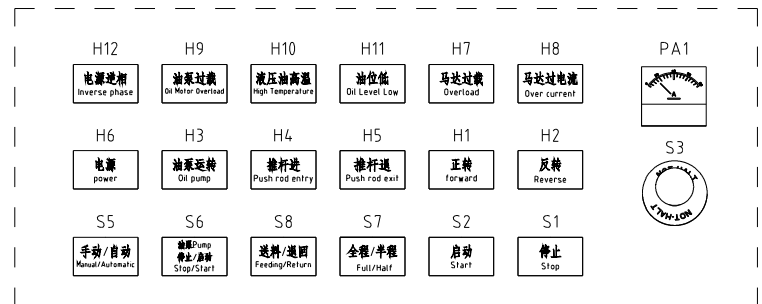 H12 H9 H10 H11 H7 H8 PA1
电源逆相 油泵过载 液压油高温 油位低 马达过载 马达过电流
Inverse phase Oil Motor Overload High Temperature Oil Level Low Overload Over current
A
H6 H3 H4 H5 H1 H2 S3
电源 油泵运转 推杆进 推杆退 正转 反转
power Oil pump Push rod entry Push rod exit forward Reverse
NOT-HALT
S5 S6 S8 S7 S2 S1
手动/自动 油泵Pump 送料/返回 全程/半程 启动 停止
停止/启动
Manual/Automatic Stop/Start Feeding/Return Full/Half Start Stop